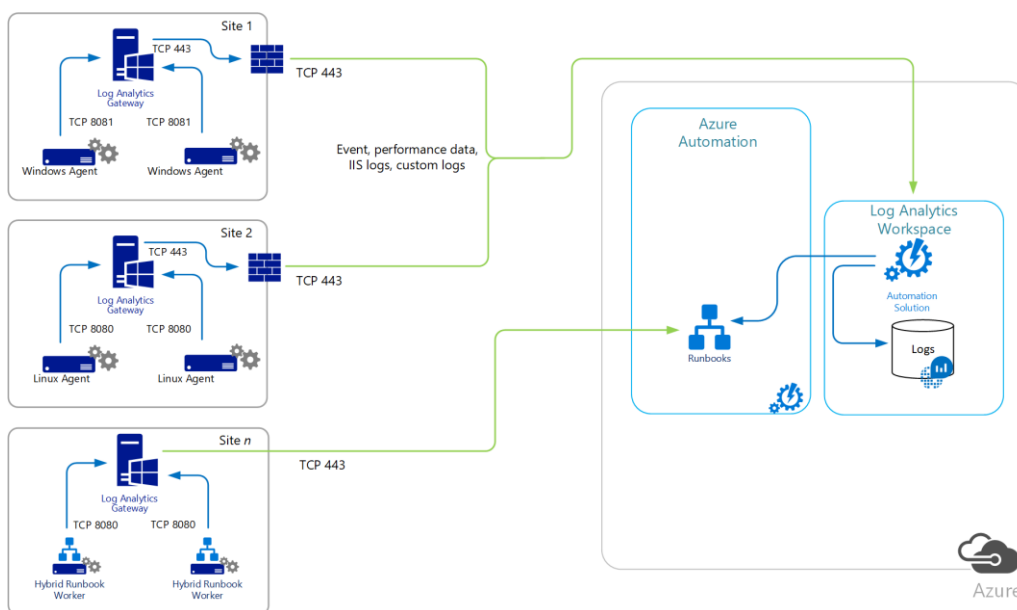 Site 1
TCP 443
Log Analytics
Gateway
TCP 8081
TCP 8081
Windows Agent
Windows Agent
TCP 443
Event, performance data,
IIS logs, custom logs
Site 2
TCP 443
Log Analytics
Gateway
TCP 8080
TCP 8080
Linux Agent
Linux Agent
TCP 443
Site n
Log Analytics
Gateway
TCP 8080
TCP 8080
Hybrid Runbook
Worker
Hybrid Runbook
Worker
TCP 443
Azure
Automation
Runbooks
Log Analytics
Workspace
Automation
Solution
Logs
Azure